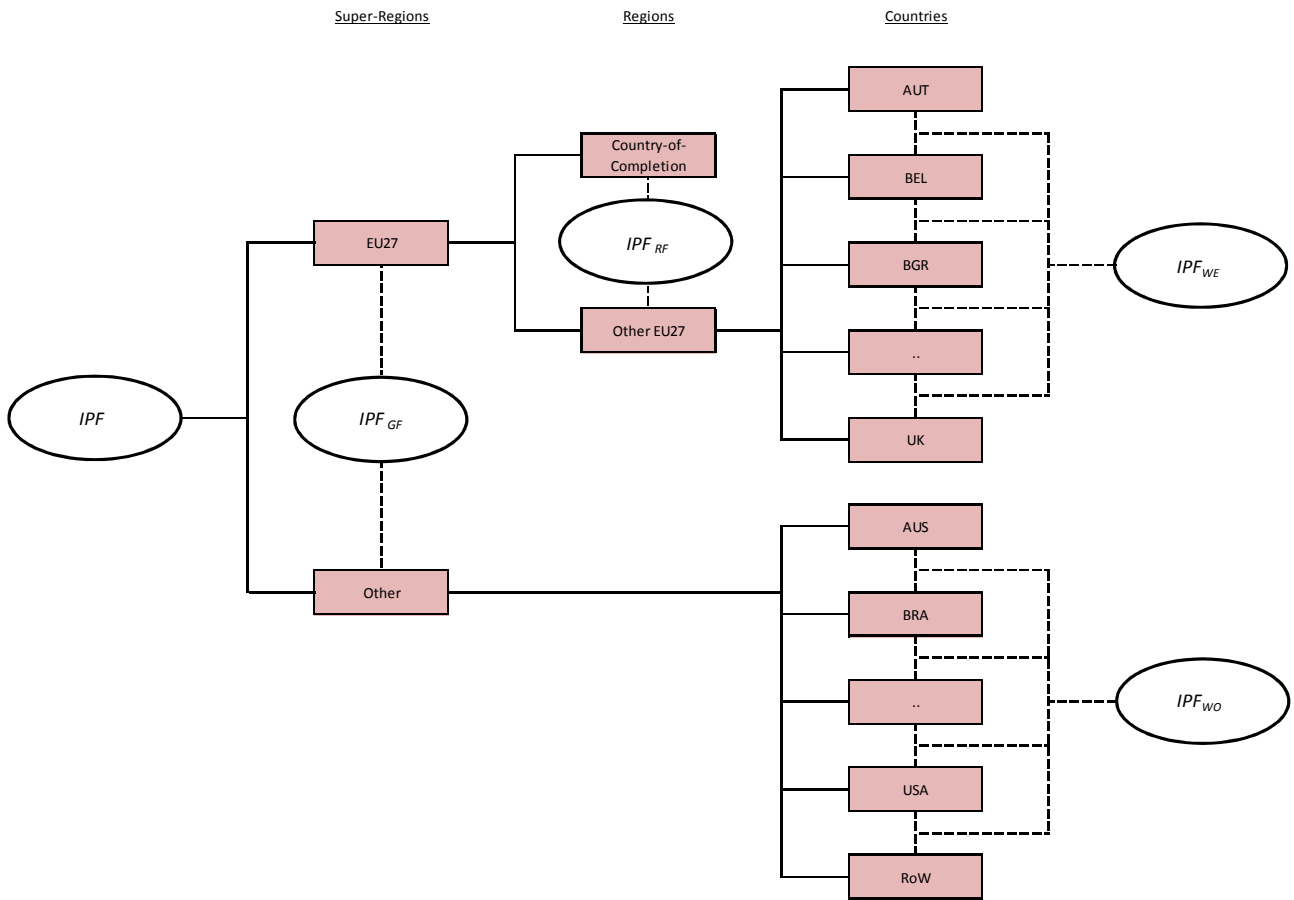 Super-Regions
Regions
Countries
AUT
Country-of-
Completion
BEL
EU27
IPF RF
BGR
IPF WE
Other EU27
..
IPF
IPF GF
UK
AUS
Other
BRA
..
IPF WO
USA
RoW